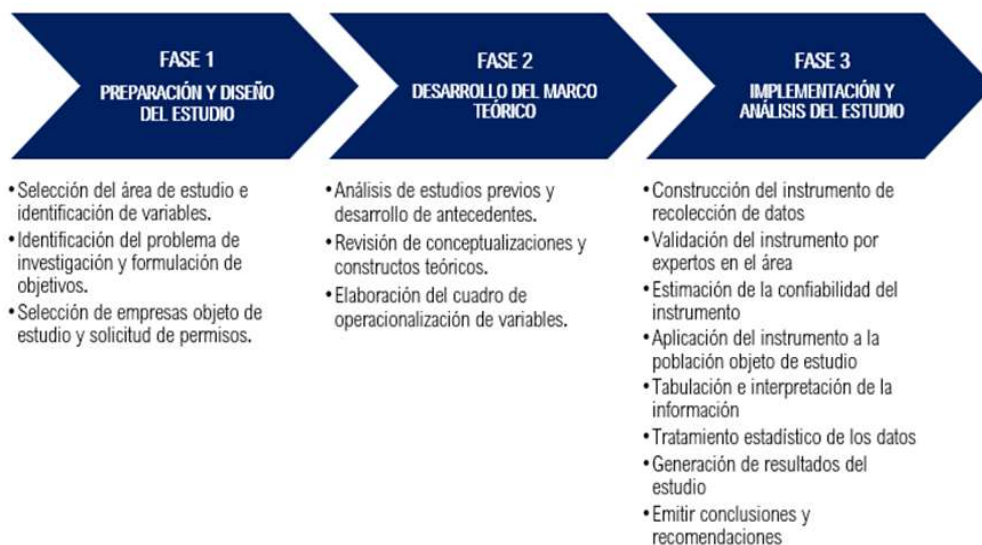 FASE 1
PREPARACIÓN Y DISEÑO
DEL ESTUDIO
• Selección del área de estudio e
identificación de variables.
• Identificación del problema de
investigación y formulación de
objetivos.
• Selección de empresas objeto de
estudio y solicitud de permisos.
FASE 2
DESARROLLO DEL MARCO
TEÓRICO
• Análisis de estudios previos y
desarrollo de antecedentes.
• Revisión de conceptualizaciones y
constructos teóricos.
• Elaboración del cuadro de
operacionalización de variables.
FASE 3
IMPLEMENTACIÓN Y
ANÁLISIS DEL ESTUDIO
• Construcción del instrumento de
recolección de datos
• Validación del instrumento por
expertos en el área
• Estimación de la confiabilidad del
instrumento
• Aplicación del instrumento a la
población objeto de estudio
• Tabulación e interpretación de la
información
• Tratamiento estadístico de los datos
• Generación de resultados del
estudio
• Emitir conclusiones y
recomendaciones